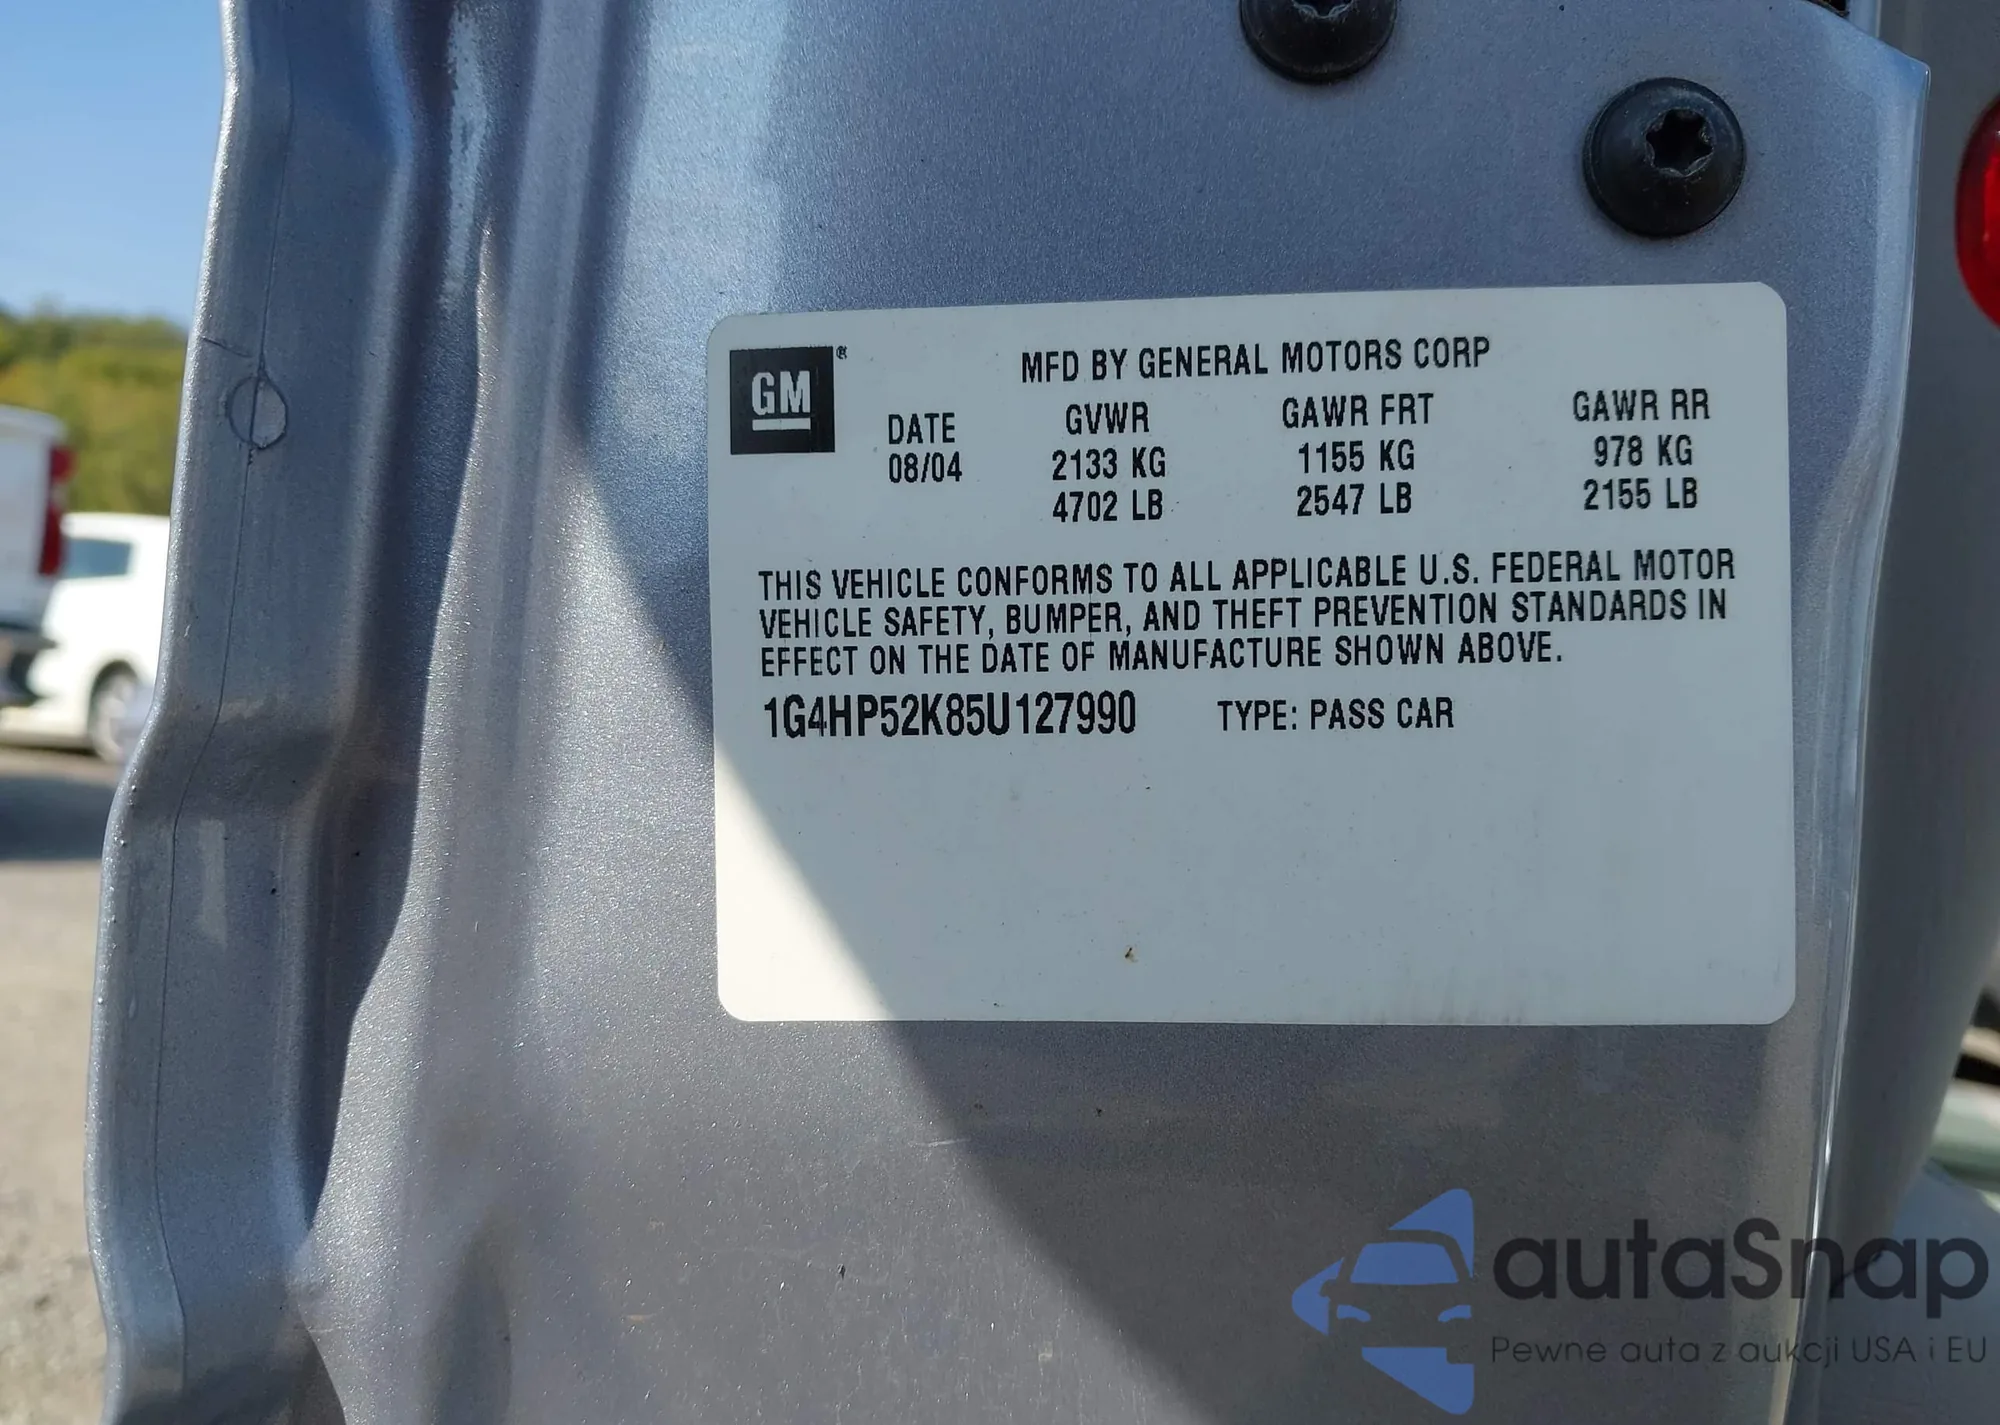 GM®
MFD BY GENERAL MOTORS CORP
DATE GVWR GAWR FRT GAWR RR
08/04 2133 KG 1155 KG 978 KG
4702 LB 2547 LB 2155 LB
THIS VEHICLE CONFORMS TO ALL APPLICABLE U.S. FEDERAL MOTOR
VEHICLE SAFETY, BUMPER, AND THEFT PREVENTION STANDARDS IN
EFFECT ON THE DATE OF MANUFACTURE SHOWN ABOVE.
1G4HP52K85U127990 TYPE: PASS CAR
autaSnap
Pewne auta z aukcji USA i EU